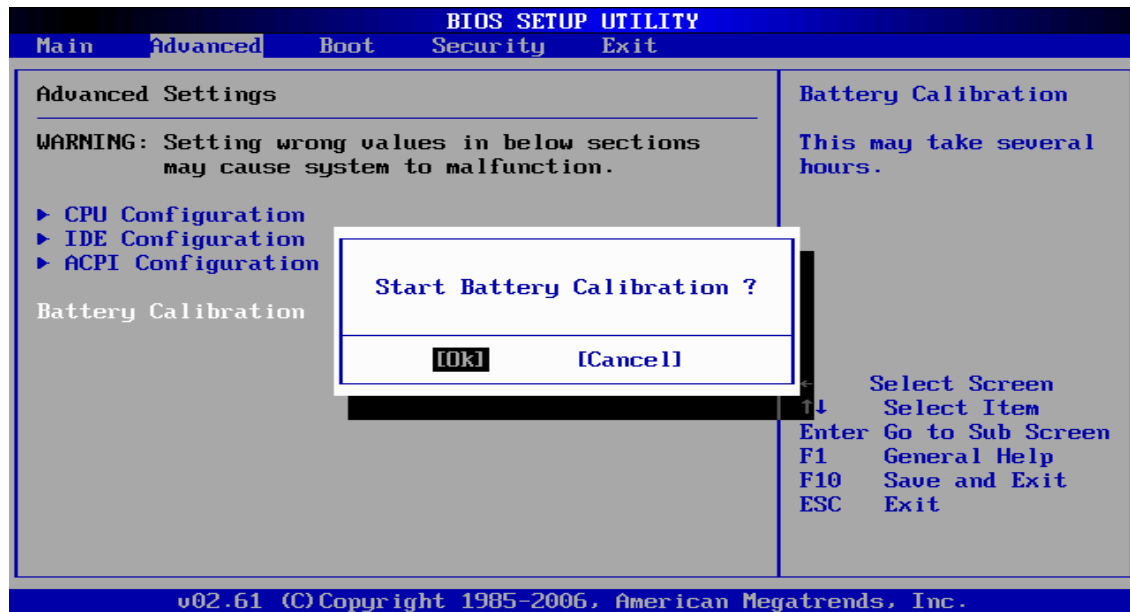 BIOS SETUP UTILITY
Main Advanced Boot Security Exit
Advanced Settings
WARNING: Setting wrong values in below sections
may cause system to malfunction.
▶ CPU Configuration
▶ IDE Configuration
▶ ACPI Configuration
Battery Calibration
Start Battery Calibration ?
[Ok] [Cancel]
Battery Calibration
This may take several
hours.
← Select Screen
↑↓ Select Item
Enter Go to Sub Screen
F1 General Help
F10 Save and Exit
ESC Exit
v02.61 (C)Copyright 1985-2006, American Megatrends, Inc.